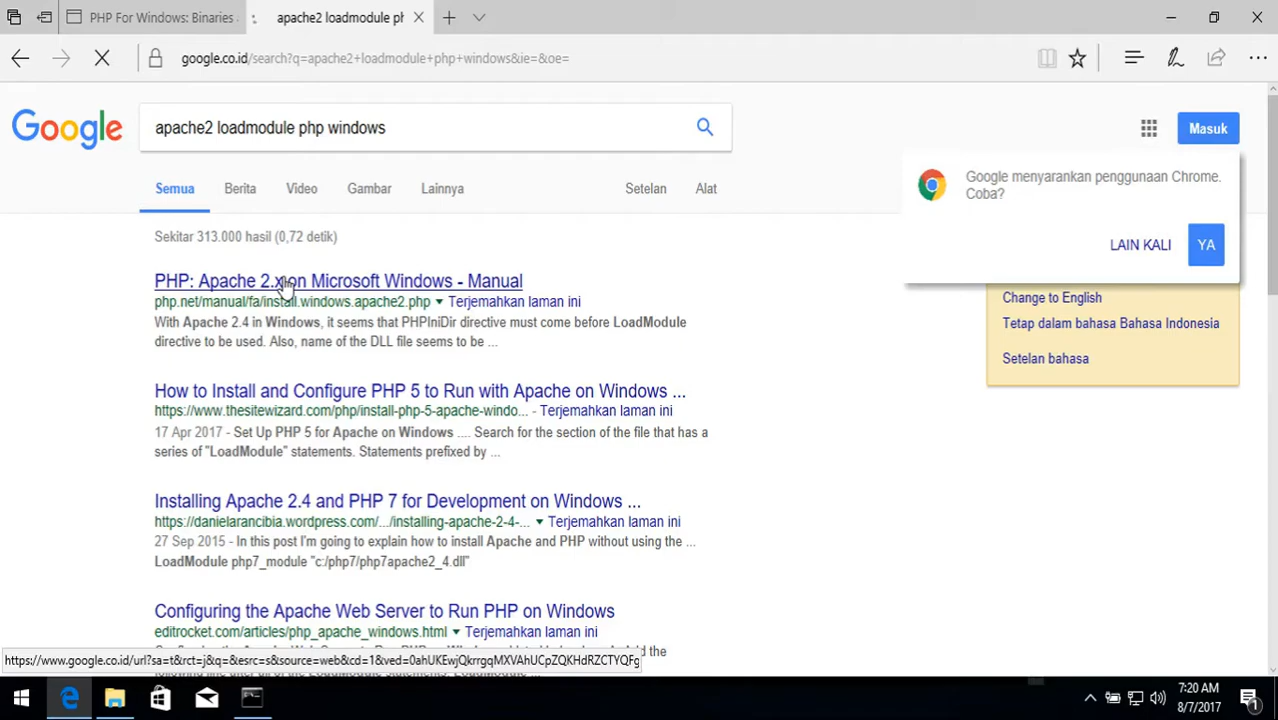 PHP For Windows: Binaries
apache2 loadmodule ph
google.co.id/search?q=apache2+loadmodule+php+windows&ie=&oe=
Google
apache2 loadmodule php windows
Masuk
Google menyarankan penggunaan Chrome.
Coba?
LAIN KALI
YA
Semua
Berita
Video
Gambar
Lainnya
Setelan
Alat
Sekitar 313.000 hasil (0,72 detik)
PHP: Apache 2.x on Microsoft Windows - Manual
php.net/manual/fa/install.windows.apache2.php ▾ Terjemahkan laman ini
With Apache 2.4 in Windows, it seems that PHPIniDir directive must come before LoadModule
directive to be used. Also, name of the DLL file seems to be ...
Change to English
Tetap dalam bahasa Bahasa Indonesia
Setelan bahasa
How to Install and Configure PHP 5 to Run with Apache on Windows ...
https://www.thesitewizard.com/php/install-php-5-apache-windo... - Terjemahkan laman ini
17 Apr 2017 - Set Up PHP 5 for Apache on Windows .... Search for the section of the file that has a
series of "LoadModule" statements. Statements prefixed by ...
Installing Apache 2.4 and PHP 7 for Development on Windows ...
https://danielarancibia.wordpress.com/.../installing-apache-2-4-... ▾ Terjemahkan laman ini
27 Sep 2015 - In this post I'm going to explain how to install Apache and PHP without using the ...
LoadModule php7_module "c:/php7/php7apache2_4.dll"
Configuring the Apache Web Server to Run PHP on Windows
editrocket.com/articles/php_apache_windows.html ▾ Terjemahkan laman ini
https://www.google.co.id/url?sa=t&rct=j&q=&esrc=s&source=web&cd=1&ved=0ahUKEwjQkrrgqMXVAhUCpZQKHdRZCTYQFg
7:20 AM
8/7/2017
1